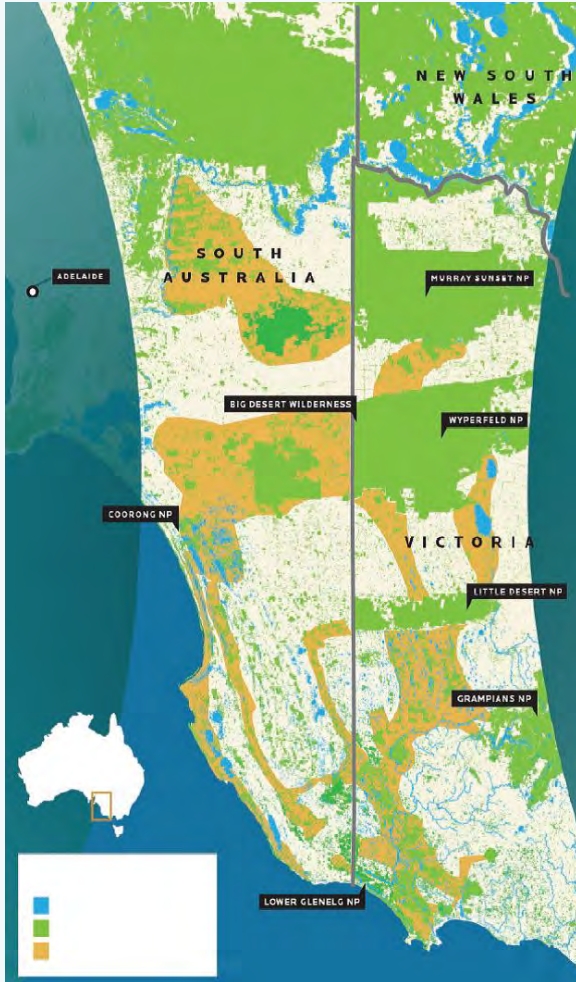 NEW SOUTH
WALES
SOUTH
AUSTRALIA
ADELAIDE
MURRAY SUNSET NP
BIG DESERT WILDERNESS
WYPERFELD NP
COORONG NP
VICTORIA
LITTLE DESERT NP
GRAMPIANS NP
LOWER GLENELG NP